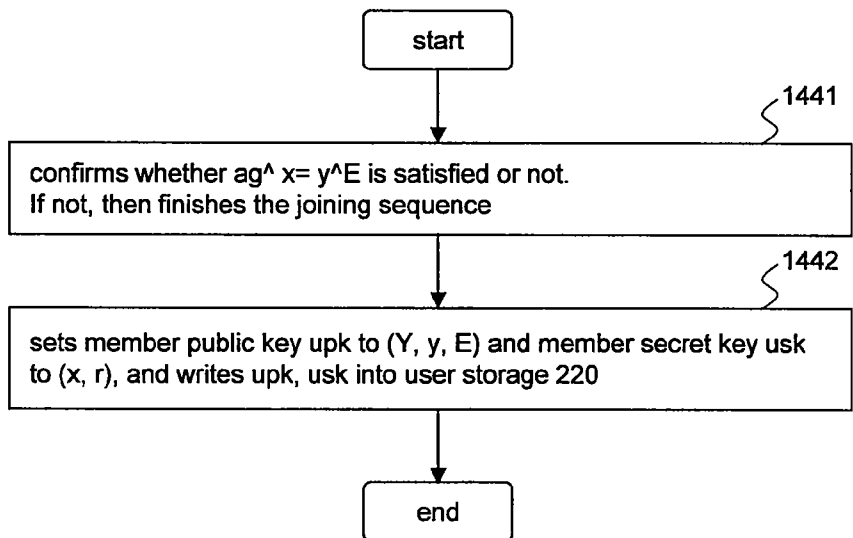 start
1441
confirms whether ag^ x= y^E is satisfied or not.
If not, then finishes the joining sequence
1442
sets member public key upk to (Y, y, E) and member secret key usk
to (x, r), and writes upk, usk into user storage 220
end